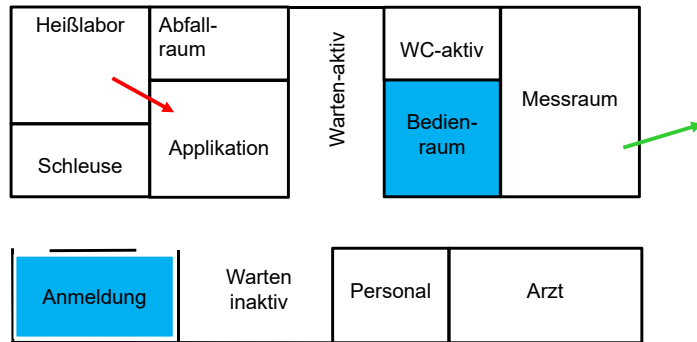 Heißlabor
Abfall-
raum
Warten-aktiv
WC-aktiv
Messraum
Schleuse
Applikation
Bedien-
raum
Anmeldung
Warten
inaktiv
Personal
Arzt